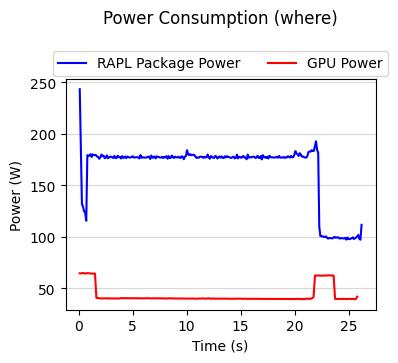 Power Consumption (where)
RAPL Package Power
GPU Power
250
200
150
100
50
Power (W)
0
5
10
15
20
25
Time (s)